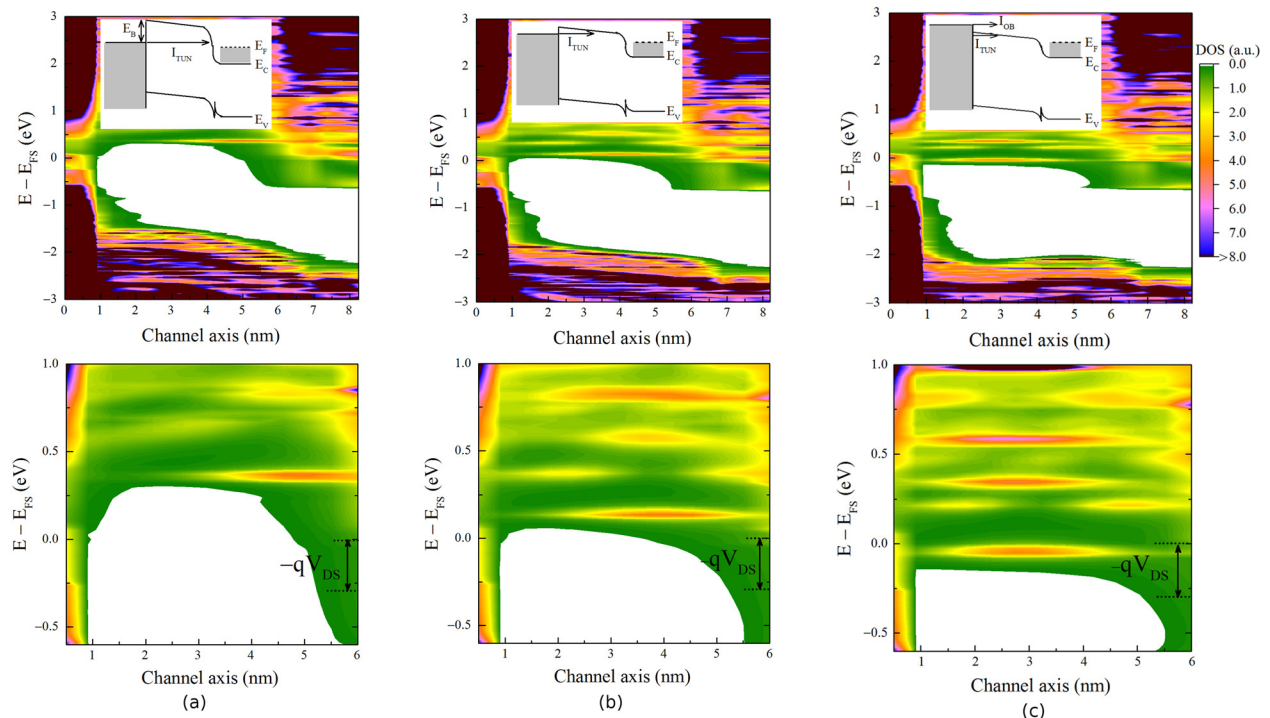 E_B
I_TUN
E_F
E_C
E_V
E − E_FS (eV)
3
2
1
0
−1
−2
−3
0 1 2 3 4 5 6 7 8
Channel axis (nm)
I_TUN
E_F
E_C
E_V
E − E_FS (eV)
3
2
1
0
−1
−2
−3
0 1 2 3 4 5 6 7 8
Channel axis (nm)
I_OB
I_TUN
E_F
E_C
E_V
E − E_FS (eV)
3
2
1
0
−1
−2
−3
0 1 2 3 4 5 6 7 8
Channel axis (nm)
DOS (a.u.)
0.0
1.0
2.0
3.0
4.0
5.0
6.0
7.0
>8.0
E − E_FS (eV)
1.0
0.5
0.0
−0.5
−qV_DS
1 2 3 4 5 6
Channel axis (nm)
(a)
E − E_FS (eV)
1.0
0.5
0.0
−0.5
−qV_DS
1 2 3 4 5 6
Channel axis (nm)
(b)
E − E_FS (eV)
1.0
0.5
0.0
−0.5
−qV_DS
1 2 3 4 5 6
Channel axis (nm)
(c)